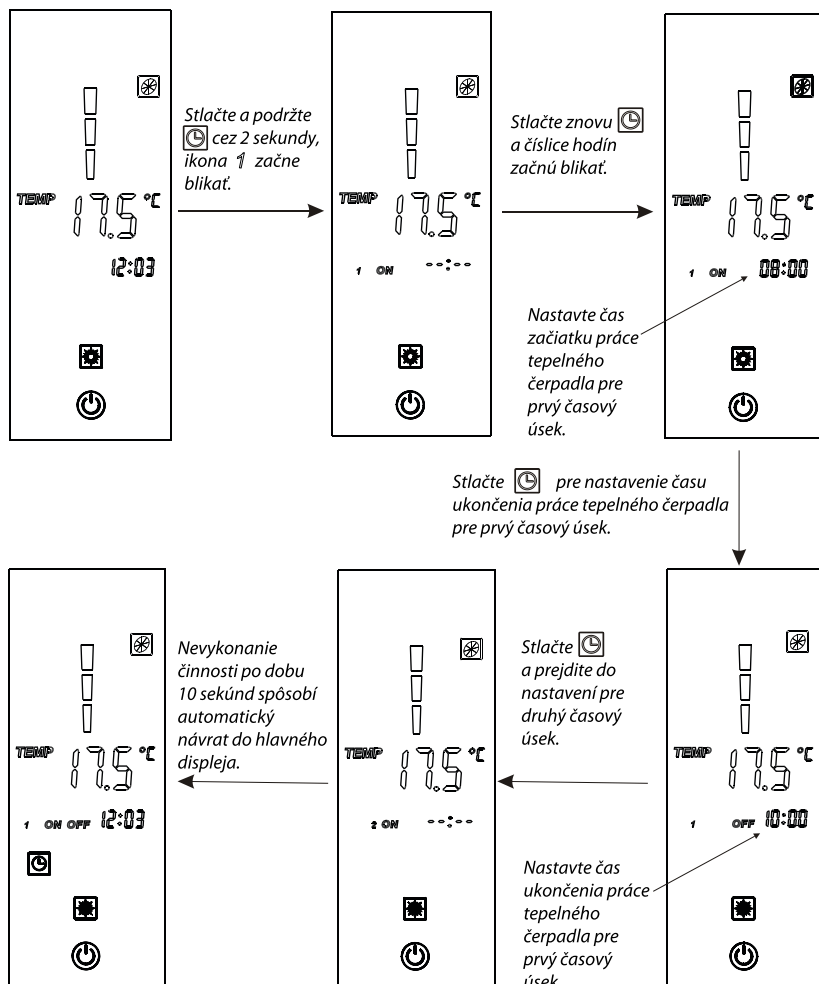 TEMP 17.5 °C
12:03
Stlačte a podržte
cez 2 sekundy,
ikona 1 začne
blikať.
TEMP 17.5 °C
1 ON --:--
Stlačte znovu
a číslice hodín
začnú blikať.
TEMP 17.5 °C
1 ON 08:00
Nastavte čas
začiatku práce
tepelného
čerpadla pre
prvý časový
úsek.
Stlačte pre nastavenie času
ukončenia práce tepelného čerpadla
pre prvý časový úsek.
TEMP 17.5 °C
1 OFF 10:00
Nastavte čas
ukončenia práce
tepelného
čerpadla pre
prvý časový
úsek.
Stlačte
a prejdite do
nastavení pre
druhý časový
úsek.
TEMP 17.5 °C
2 ON --:--
Nevykonanie
činnosti po dobu
10 sekúnd spôsobí
automatický
návrat do hlavného
displeja.
TEMP 17.5 °C
1 ON OFF 12:03